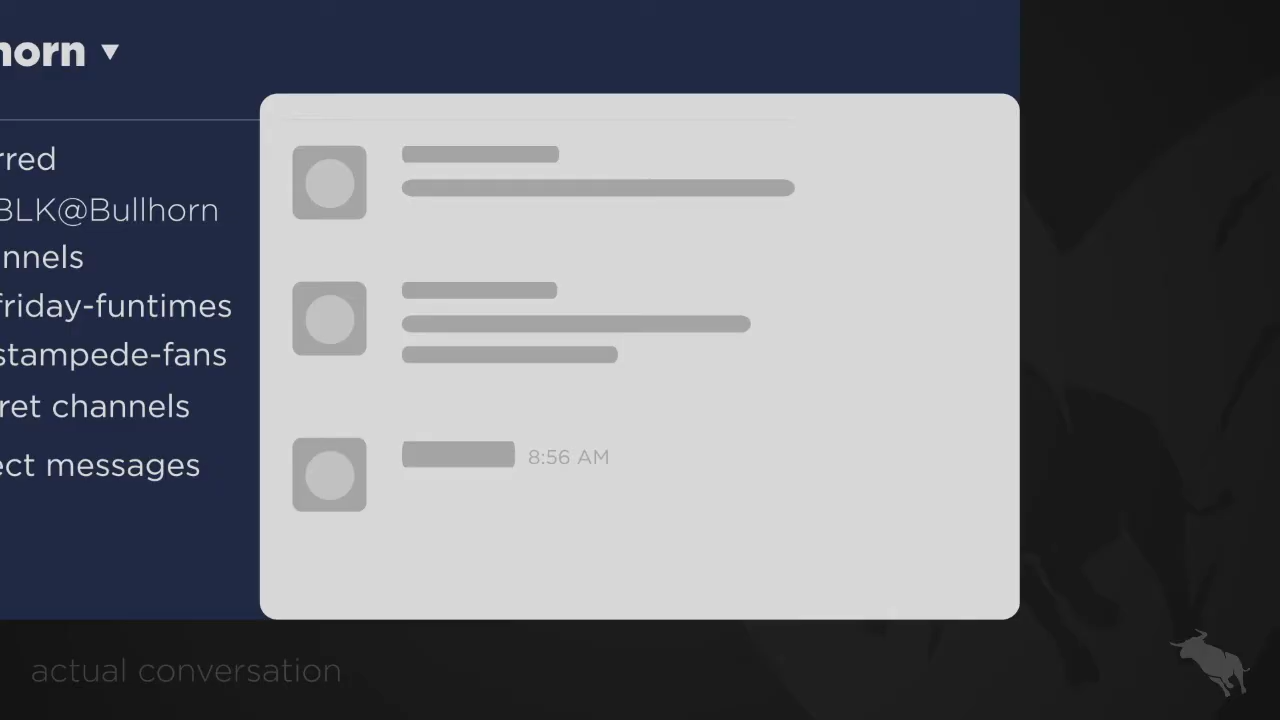 horn ▼
rred
BLK@Bullhorn
nnels
friday-funtimes
stampede-fans
ret channels
ect messages
8:56 AM
actual conversation